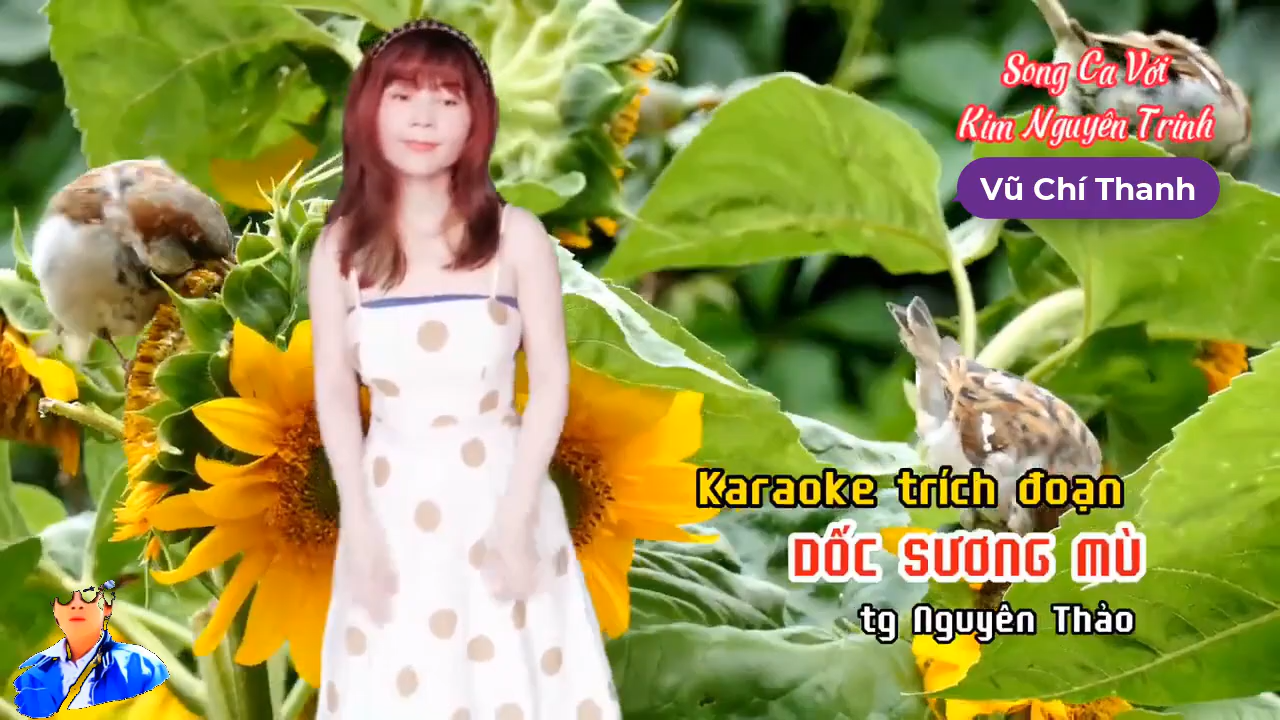 Song Ca Với
Kim Nguyên Trinh
Vũ Chí Thanh
Karaoke trích đoạn
DỐC SƯƠNG MÙ
tg Nguyên Thảo